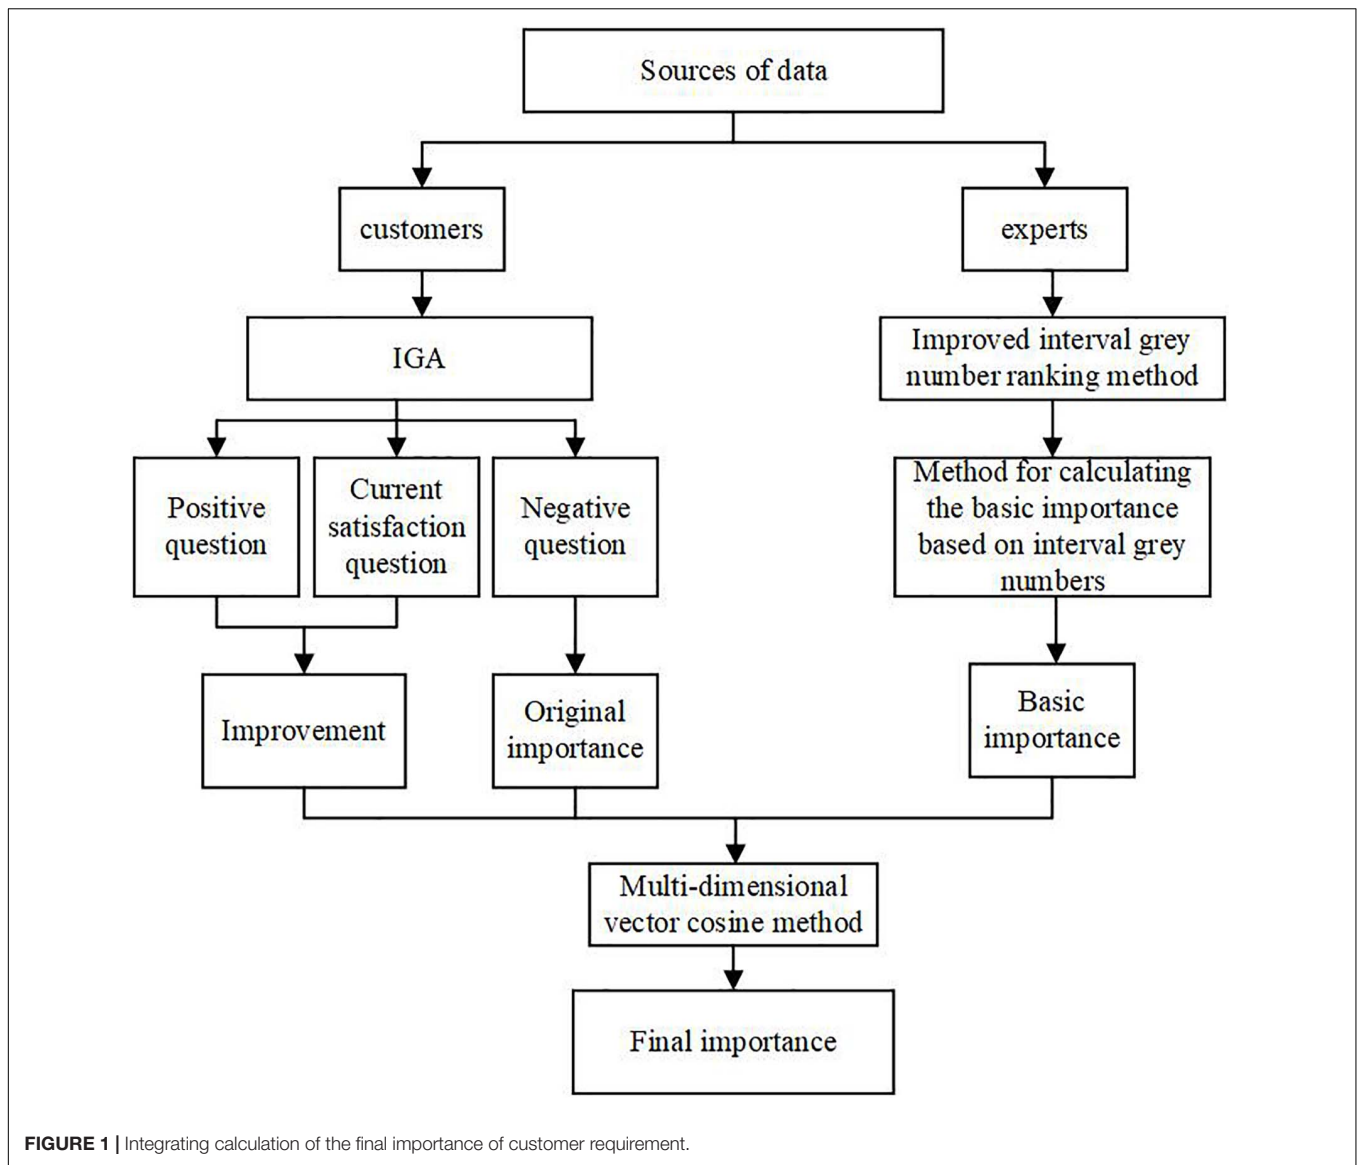 Sources of data
customers
experts
IGA
Improved interval grey
number ranking method
Positive
question
Current
satisfaction
question
Negative
question
Method for calculating
the basic importance
based on interval grey
numbers
Improvement
Original
importance
Basic
importance
Multi-dimensional
vector cosine method
Final importance
FIGURE 1 | Integrating calculation of the final importance of customer requirement.